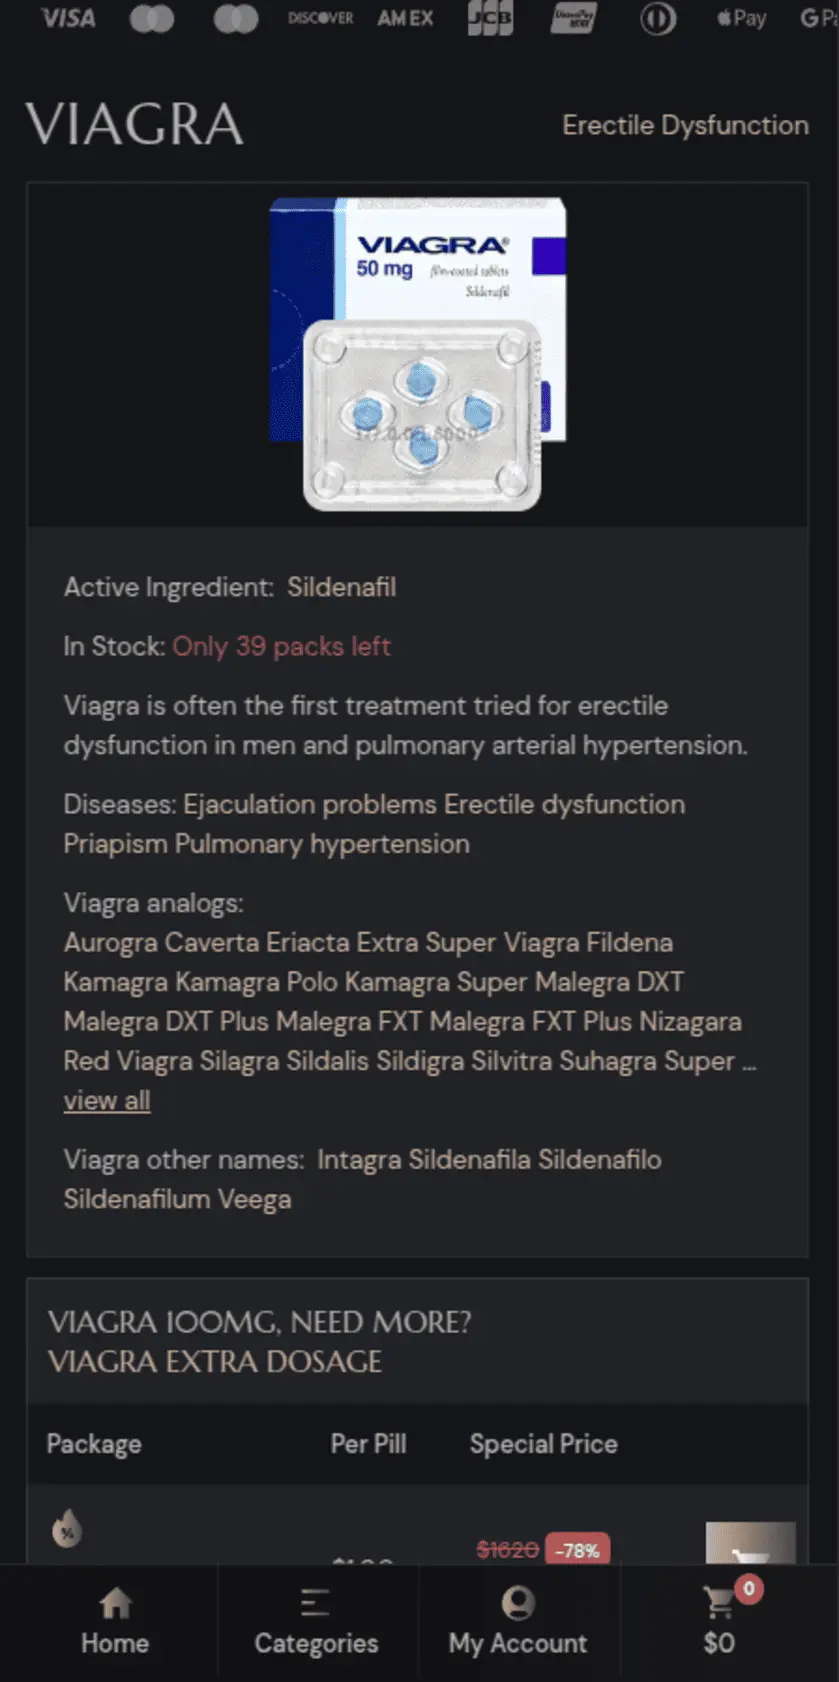 VISA DISCOVER AMEX JCB Pay G
VIAGRA
Erectile Dysfunction
VIAGRA®
50 mg film-coated tablets
Sildenafil
Active Ingredient: Sildenafil
In Stock: Only 39 packs left
Viagra is often the first treatment tried for erectile
dysfunction in men and pulmonary arterial hypertension.
Diseases: Ejaculation problems Erectile dysfunction
Priapism Pulmonary hypertension
Viagra analogs:
Aurogra Caverta Eriacta Extra Super Viagra Fildena
Kamagra Kamagra Polo Kamagra Super Malegra DXT
Malegra DXT Plus Malegra FXT Malegra FXT Plus Nizagara
Red Viagra Silagra Sildalis Sildigra Silvitra Suhagra Super ...
view all
Viagra other names: Intagra Sildenafila Sildenafilo
Sildenafilum Veega
VIAGRA 100MG, NEED MORE?
VIAGRA EXTRA DOSAGE
Package Per Pill Special Price
%
$1620 -78%
0
Home Categories My Account $0